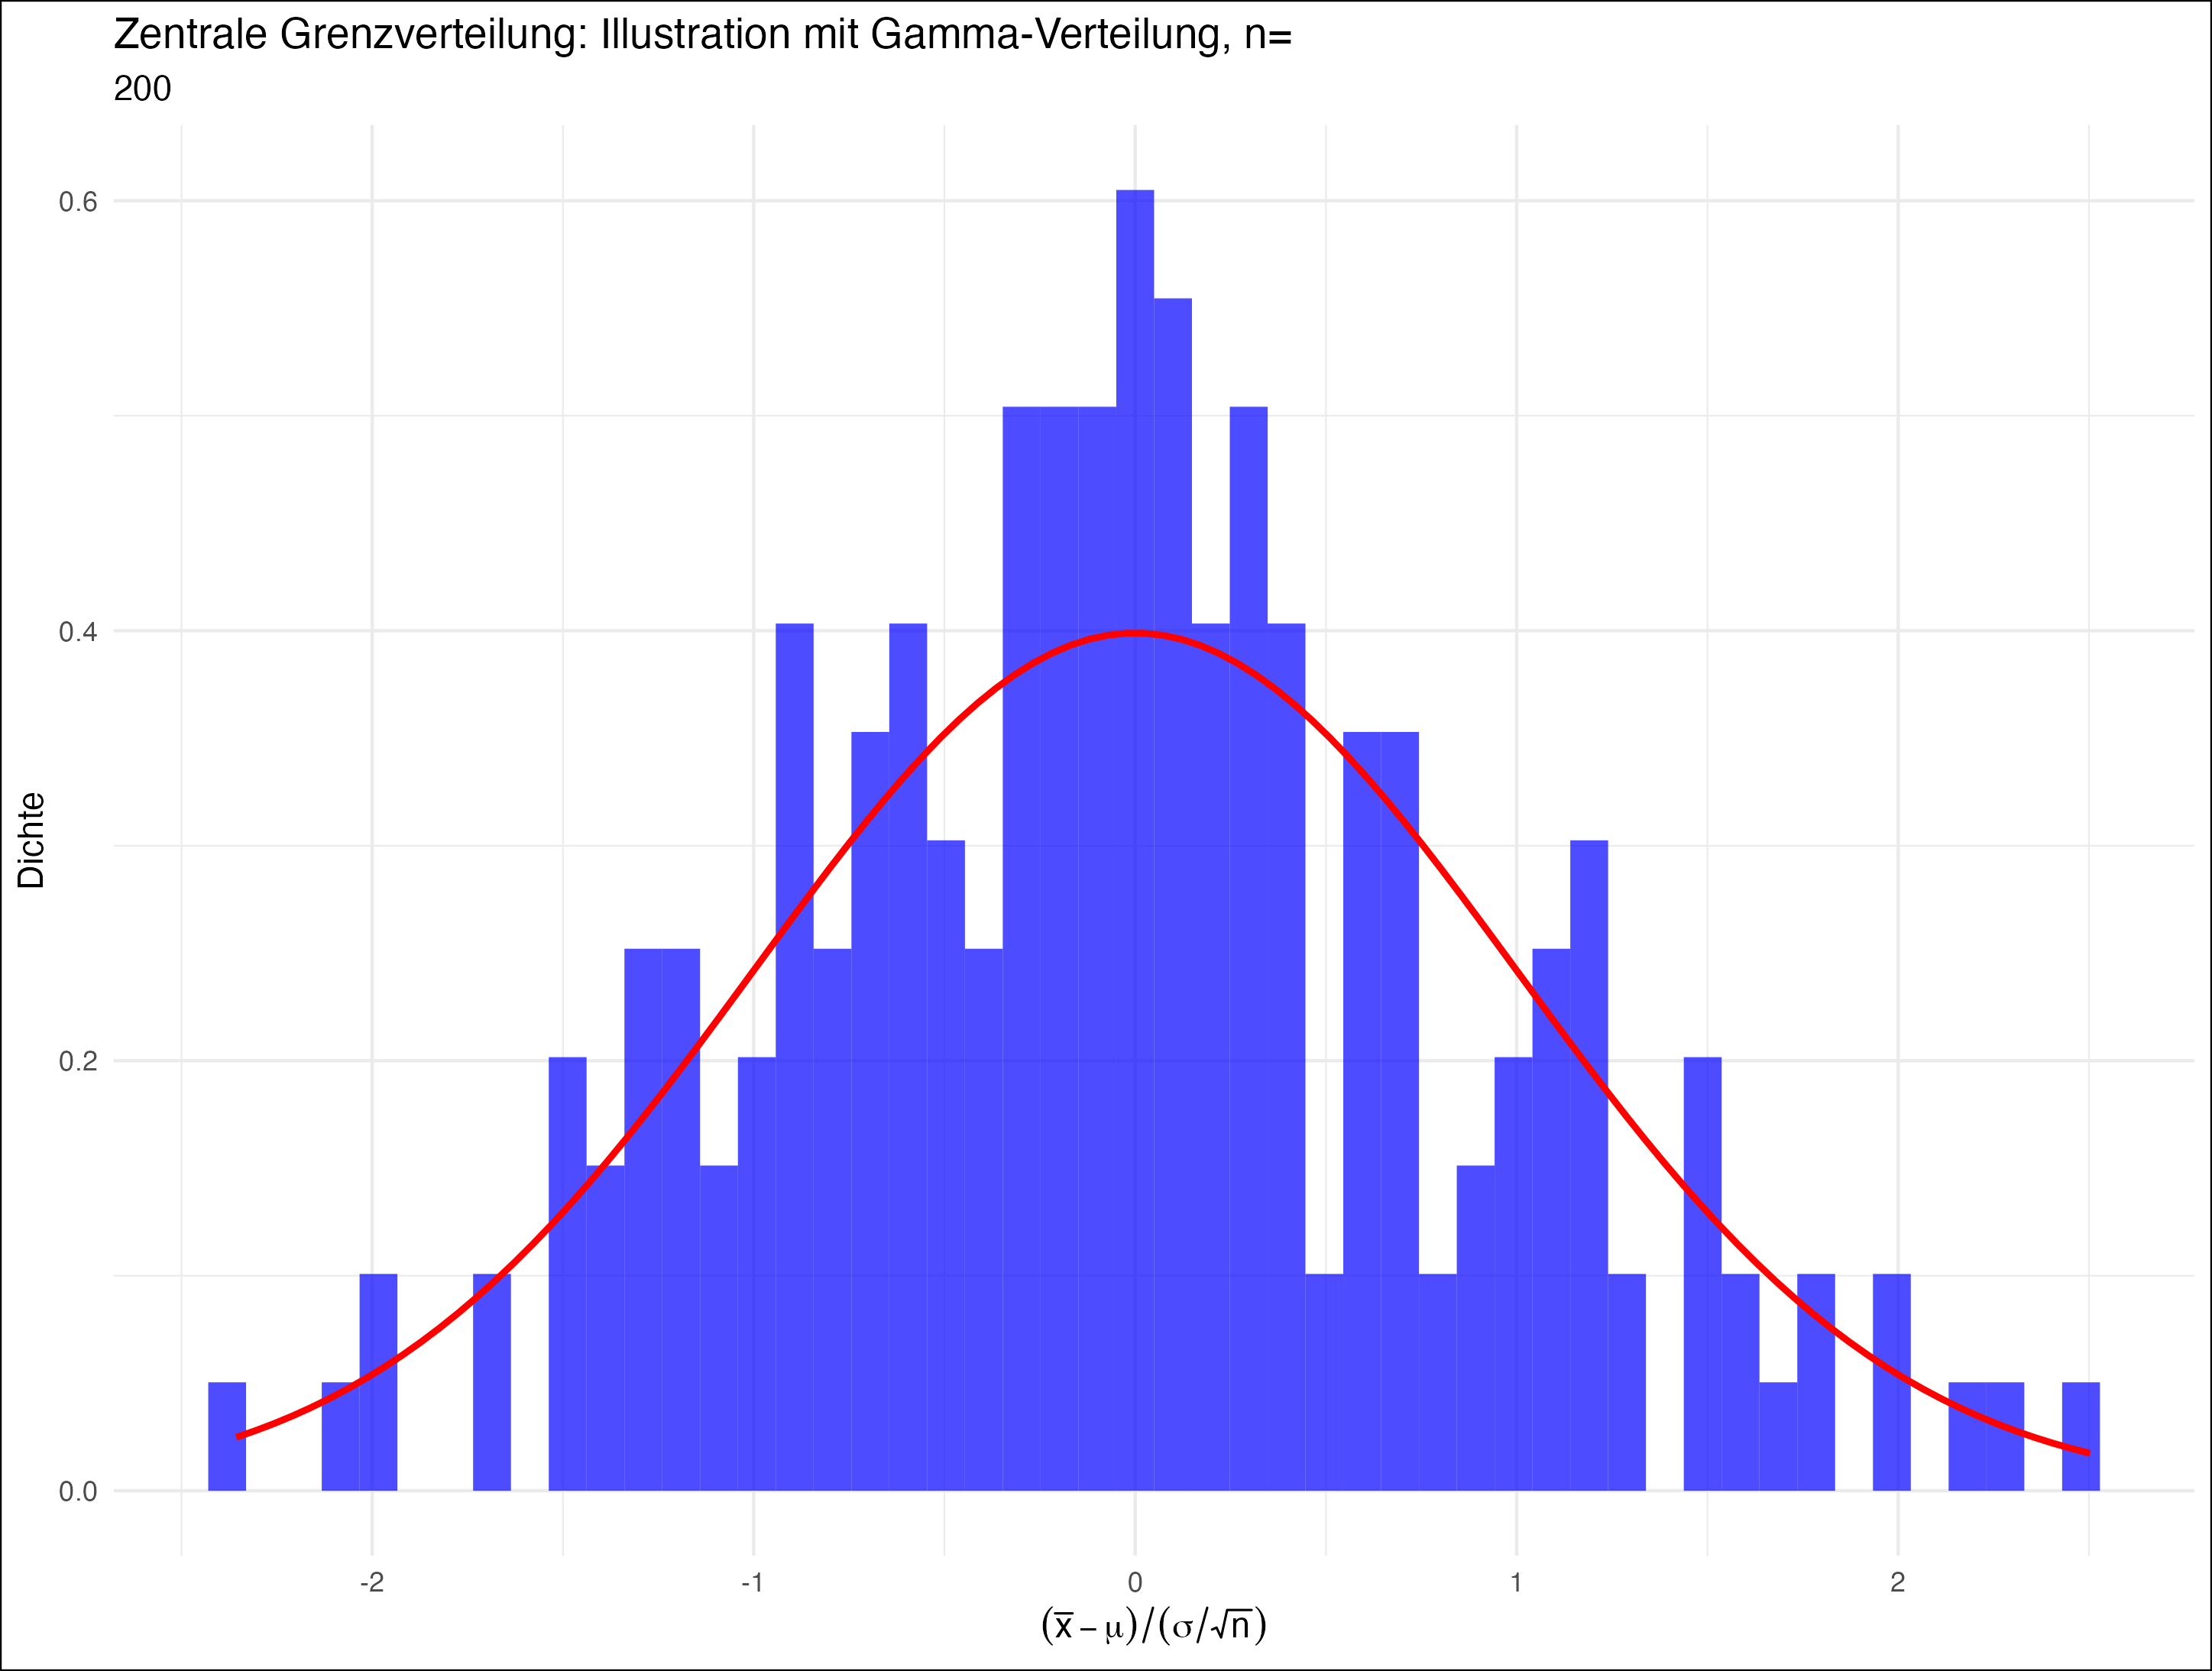 Zentrale Grenzverteilung: Illustration mit Gamma-Verteilung, n=
200
0.6
0.4
0.2
0.0
Dichte
-2 -1 0 1 2
(x̅ − μ)/(σ/√n)